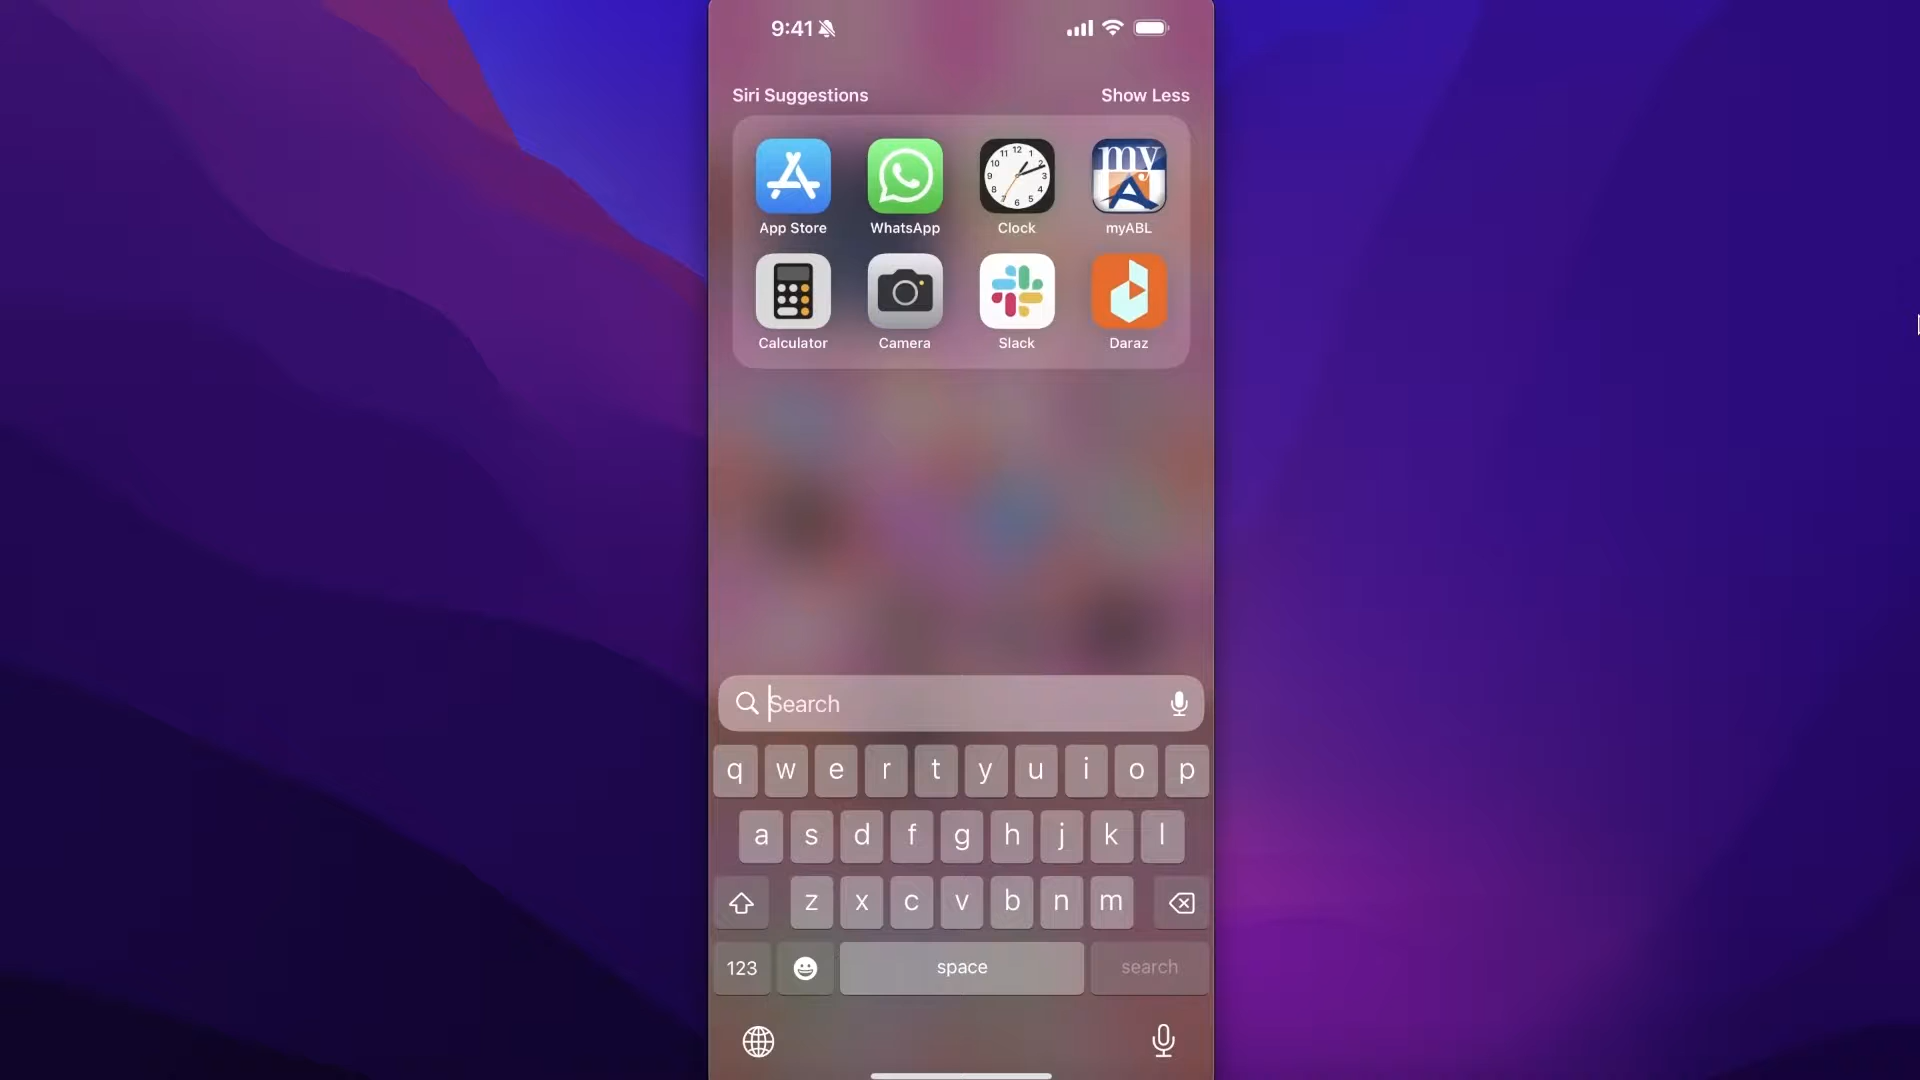 9:41
Siri Suggestions Show Less
App Store WhatsApp Clock myABL
Calculator Camera Slack Daraz
Search
q w e r t y u i o p
a s d f g h j k l
z x c v b n m
123 space search